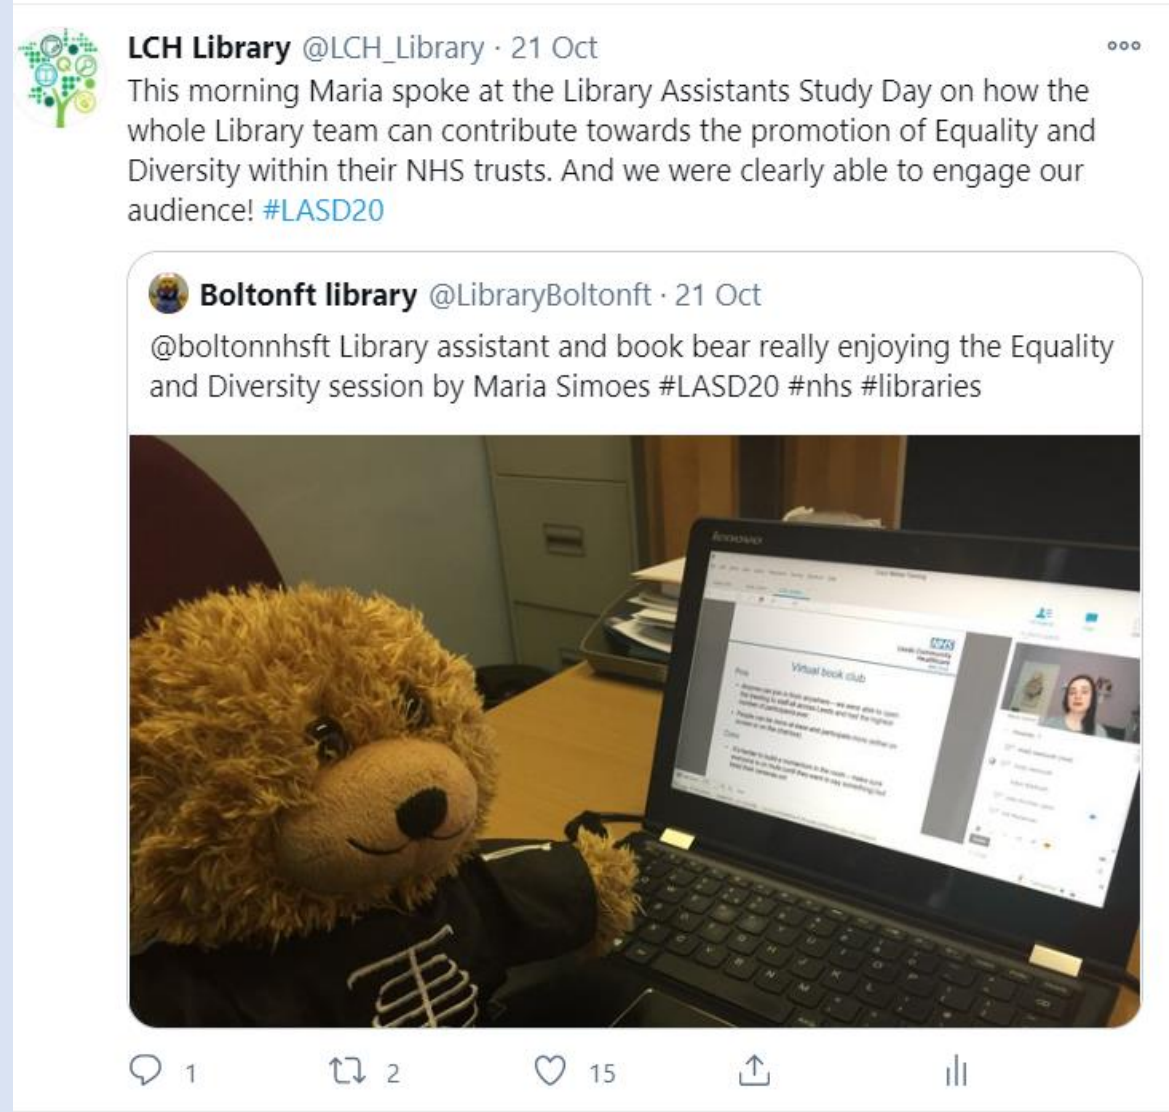 LCH Library @LCH_Library · 21 Oct
This morning Maria spoke at the Library Assistants Study Day on how the
whole Library team can contribute towards the promotion of Equality and
Diversity within their NHS trusts. And we were clearly able to engage our
audience! #LASD20
Boltonft library @LibraryBoltonft · 21 Oct
@boltonnhsft Library assistant and book bear really enjoying the Equality
and Diversity session by Maria Simoes #LASD20 #nhs #libraries
lenovo
NHS
Leeds Community
Healthcare
Virtual book club
Pros
Cons
1 2 15